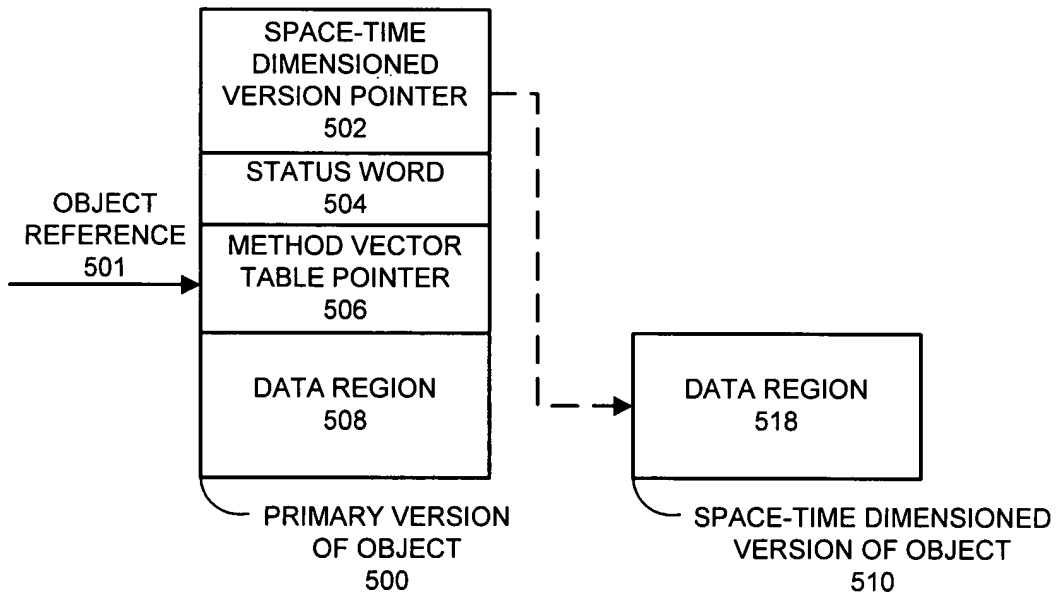 SPACE-TIME
DIMENSIONED
VERSION POINTER
502
STATUS WORD
504
OBJECT
REFERENCE
501
METHOD VECTOR
TABLE POINTER
506
DATA REGION
508
DATA REGION
518
PRIMARY VERSION
OF OBJECT
500
SPACE-TIME DIMENSIONED
VERSION OF OBJECT
510